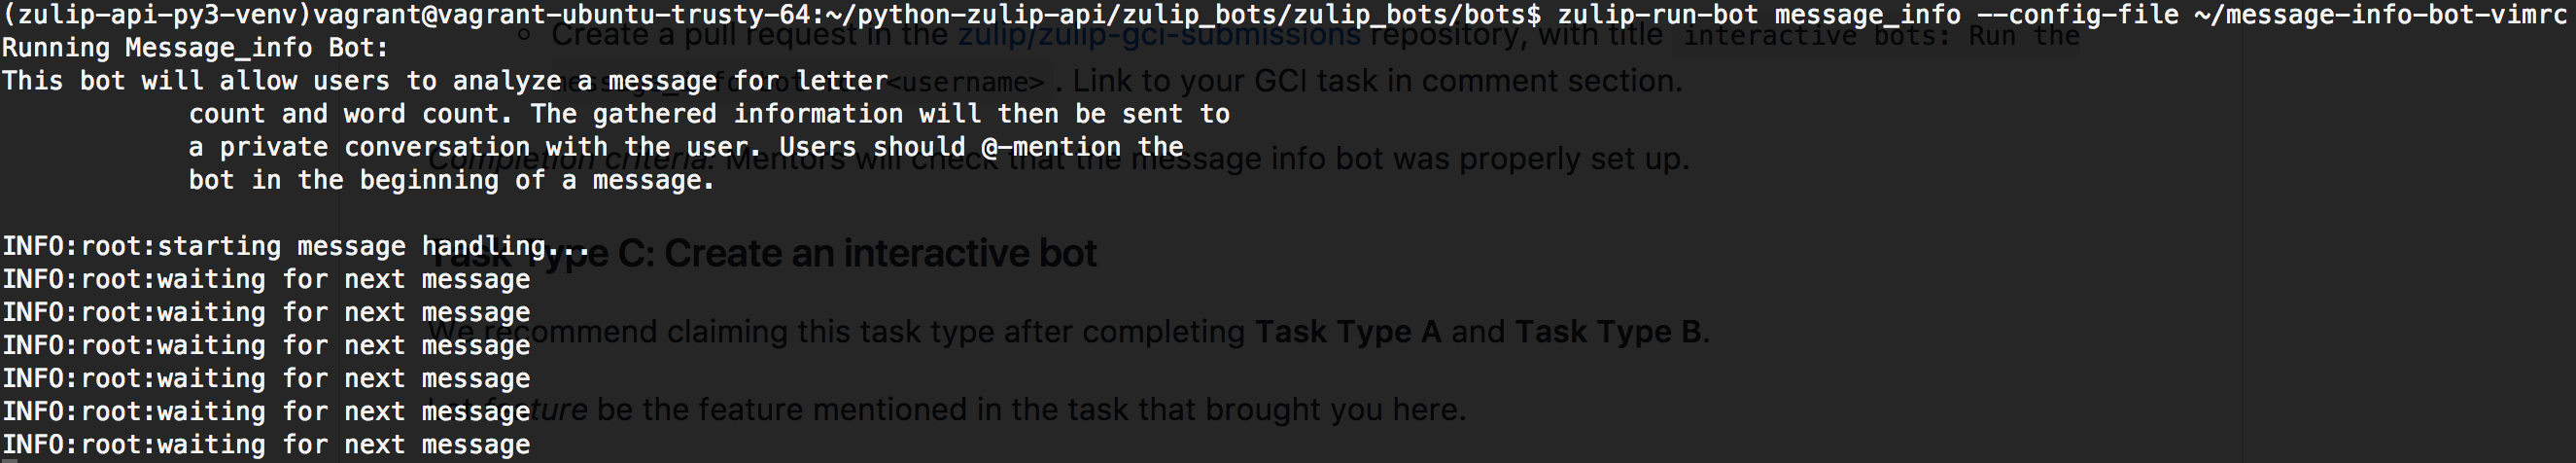 (zulip-api-py3-venv)vagrant@vagrant-ubuntu-trusty-64:~/python-zulip-api/zulip_bots/zulip_bots/bots$ zulip-run-bot message_info --config-file ~/message-info-bot-vimrc
Create a pull request in the zulip/zulip-gci-submissions repository, with title interactive bots: Run the
Running Message_info Bot:
This bot will allow users to analyze a message for letter
<username> . Link to your GCI task in comment section.
count and word count. The gathered information will then be sent to
a private conversation with the user. Users should @-mention the
Completion criteria: Mentors will check that the message info bot was properly set up.
bot in the beginning of a message.
INFO:root:starting message handling...
Task Type C: Create an interactive bot
INFO:root:waiting for next message
INFO:root:waiting for next message
We recommend claiming this task type after completing Task Type A and Task Type B.
INFO:root:waiting for next message
INFO:root:waiting for next message
INFO:root:waiting for next message
feature be the feature mentioned in the task that brought you here.
INFO:root:waiting for next message